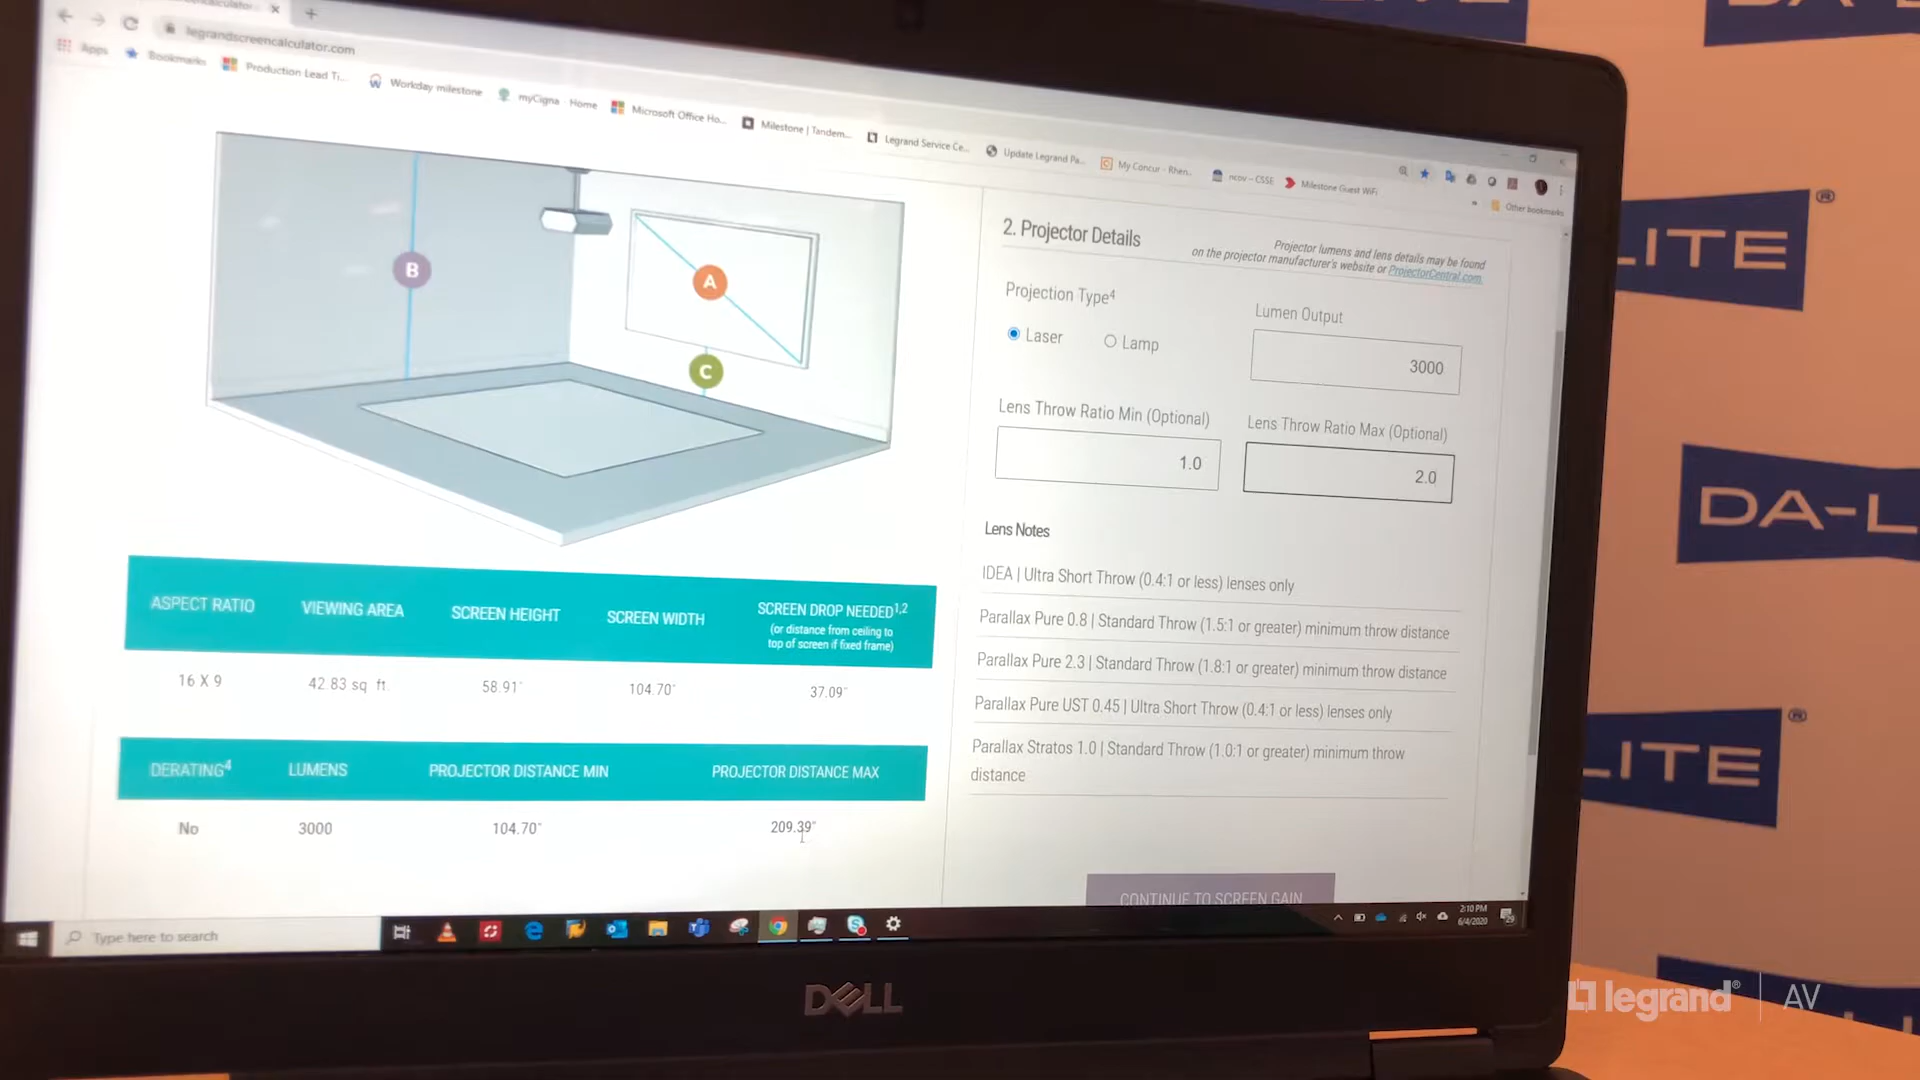 legrandscreencalculator.com
Apps
Bookmarks
Production Lead Ti...
Workday milestone
myCigna · Home
Microsoft Office Ho...
Milestone | Tandem...
Legrand Service Ce...
Update Legrand Pa...
My Concur - Rhen...
ncov – CSSE
Milestone Guest WiFi
Other bookmarks
B
A
C
2. Projector Details
Projector lumens and lens details may be found
on the projector manufacturer's website or ProjectorCentral.com.
Projection Type4
Laser
Lamp
Lumen Output
3000
Lens Throw Ratio Min (Optional)
1.0
Lens Throw Ratio Max (Optional)
2.0
Lens Notes
IDEA | Ultra Short Throw (0.4:1 or less) lenses only
Parallax Pure 0.8 | Standard Throw (1.5:1 or greater) minimum throw distance
Parallax Pure 2.3 | Standard Throw (1.8:1 or greater) minimum throw distance
Parallax Pure UST 0.45 | Ultra Short Throw (0.4:1 or less) lenses only
Parallax Stratos 1.0 | Standard Throw (1.0:1 or greater) minimum throw
distance
CONTINUE TO SCREEN GAIN
ASPECT RATIO VIEWING AREA SCREEN HEIGHT SCREEN WIDTH SCREEN DROP NEEDED1,2
(or distance from ceiling to
top of screen if fixed frame)
16 X 9 42.83 sq. ft. 58.91" 104.70" 37.09"
DERATING4 LUMENS PROJECTOR DISTANCE MIN PROJECTOR DISTANCE MAX
No 3000 104.70" 209.39"
Type here to search
2:10 PM
6/4/2020
DELL
DA-LITE
LITE®
DA-L
LITE®
legrand® | AV